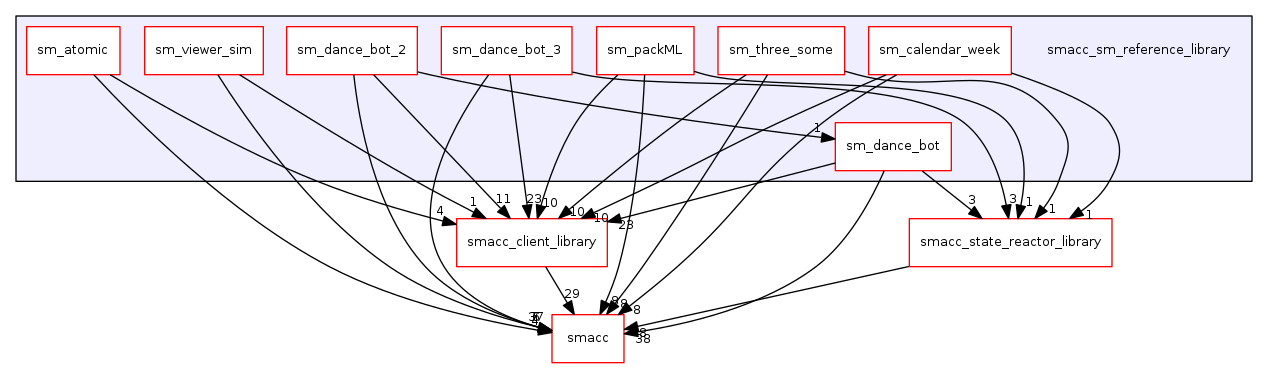 sm_atomic
sm_viewer_sim
sm_dance_bot_2
sm_dance_bot_3
sm_packML
sm_three_some
sm_calendar_week
smacc_sm_reference_library
1
sm_dance_bot
4
1
11
23
10
10
10
23
3
3
1
1
1
smacc_client_library
smacc_state_reactor_library
29
8
8
38
smacc